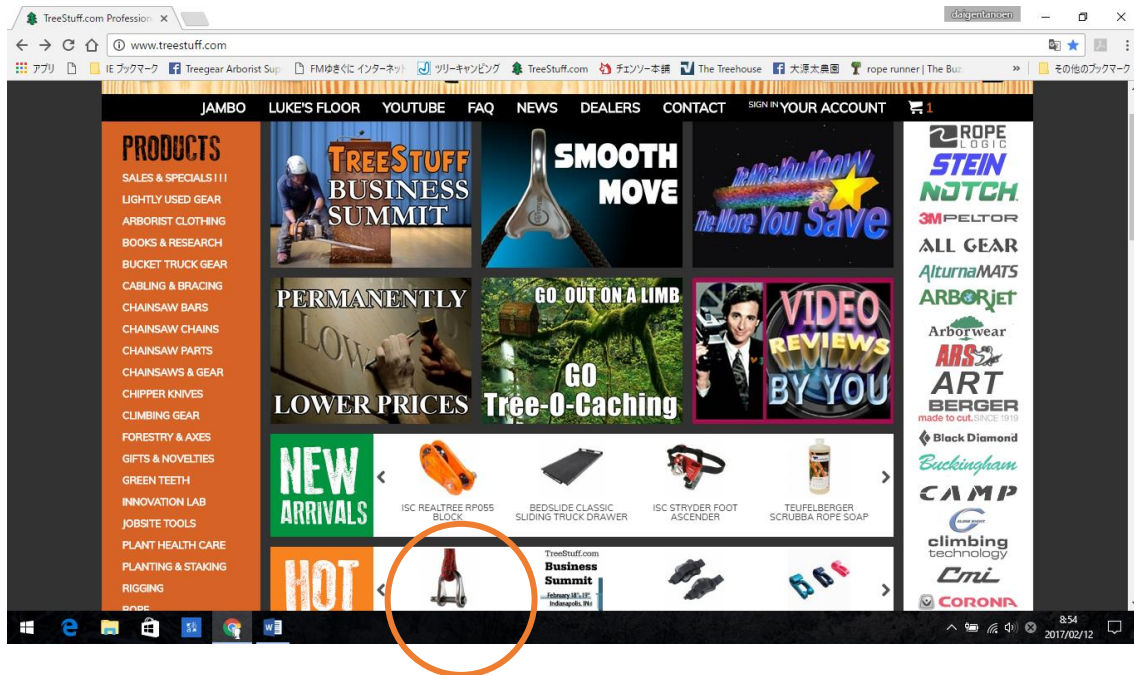 TreeStuff.com Profession
daigentanoen
www.treestuff.com
アプリ IE ブックマーク Treegear Arborist Sup FMゆきぐに インターネット ツリーキャンピング TreeStuff.com チェンソー本舗 The Treehouse 大源太農園 rope runner | The Buz » その他のブックマーク
JAMBO LUKE'S FLOOR YOUTUBE FAQ NEWS DEALERS CONTACT SIGN IN YOUR ACCOUNT 1
PRODUCTS
SALES & SPECIALS!!!
LIGHTLY USED GEAR
ARBORIST CLOTHING
BOOKS & RESEARCH
BUCKET TRUCK GEAR
CABLING & BRACING
CHAINSAW BARS
CHAINSAW CHAINS
CHAINSAW PARTS
CHAINSAWS & GEAR
CHIPPER KNIVES
CLIMBING GEAR
FORESTRY & AXES
GIFTS & NOVELTIES
GREEN TEETH
INNOVATION LAB
JOBSITE TOOLS
PLANT HEALTH CARE
PLANTING & STAKING
RIGGING
ROPE
TREESTUFF
BUSINESS
SUMMIT
SMOOTH
MOVE
The More You Know
The More You Save
PERMANENTLY
LOW
LOWER PRICES
GO OUT ON A LIMB
GO
Tree-O-Caching
VIDEO
REVIEWS
BY YOU
NEW
ARRIVALS
ISC REALTREE RP055
BLOCK
BEDSLIDE CLASSIC
SLIDING TRUCK DRAWER
ISC STRYDER FOOT
ASCENDER
TEUFELBERGER
SCRUBBA ROPE SOAP
HOT
TreeStuff.com
Business
Summit
February 18th-19th
Indianapolis, IN
ROPE
LOGIC
STEIN
NOTCH.
3M PELTOR
ALL GEAR
AlturnaMATS
ARBORjet
Arborwear
ARS
ART
BERGER
made to cut. SINCE 1919
Black Diamond
Buckingham
CAMP
climbing
technology
Cmi
CORONA
8:54
2017/02/12